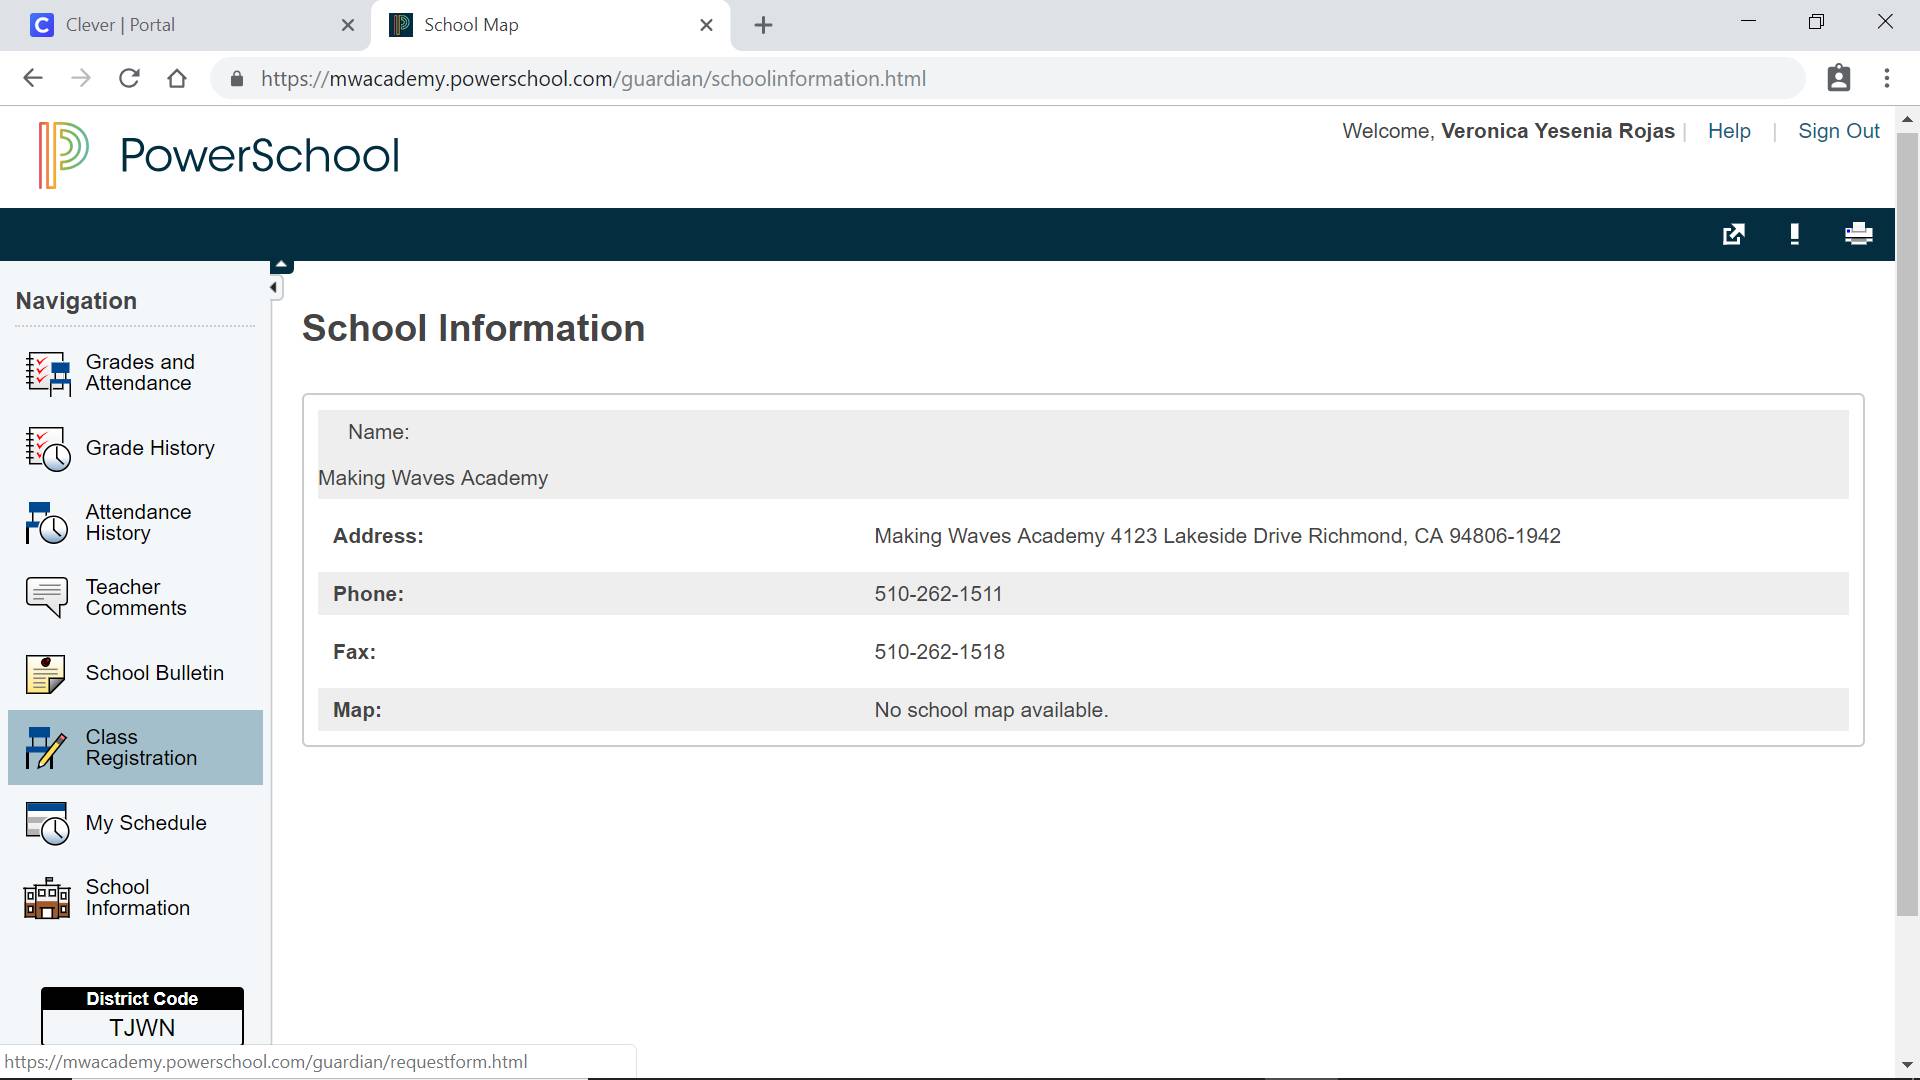 Clever | Portal
School Map
https://mwacademy.powerschool.com/guardian/schoolinformation.html
PowerSchool
Welcome, Veronica Yesenia Rojas | Help | Sign Out
Navigation
Grades and
Attendance
Grade History
Attendance
History
Teacher
Comments
School Bulletin
Class
Registration
My Schedule
School
Information
District Code
TJWN
School Information
Name:
Making Waves Academy
Address: Making Waves Academy 4123 Lakeside Drive Richmond, CA 94806-1942
Phone: 510-262-1511
Fax: 510-262-1518
Map: No school map available.
https://mwacademy.powerschool.com/guardian/requestform.html